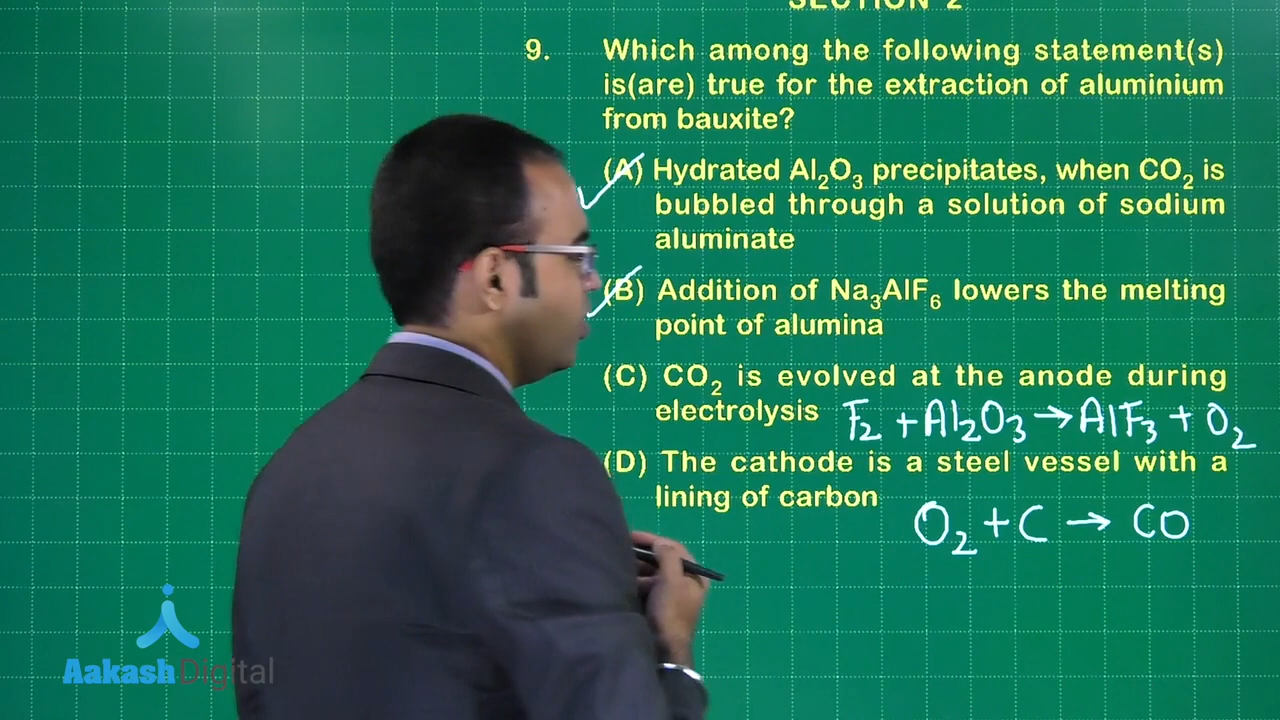 SECTION 2
9. Which among the following statement(s)
is(are) true for the extraction of aluminium
from bauxite?
(A) Hydrated Al₂O₃ precipitates, when CO₂ is
bubbled through a solution of sodium
aluminate
(B) Addition of Na₃AlF₆ lowers the melting
point of alumina
(C) CO₂ is evolved at the anode during
electrolysis
F₂ + Al₂O₃ → AlF₃ + O₂
(D) The cathode is a steel vessel with a
lining of carbon
O₂ + C → CO
AakashDigital